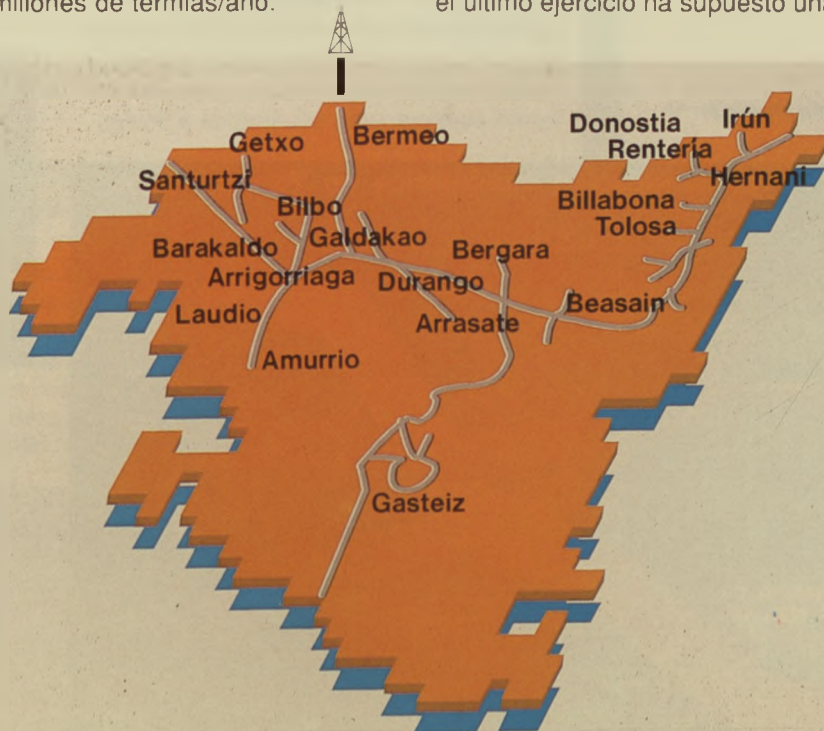 millones de termias/año.
el último ejercicio ha supuesto una
Getxo
Bermeo
Donostia
Irún
Rentería
Santurtzi
Hernani
Bilbo
Billabona
Barakaldo
Galdakao
Tolosa
Arrigorriaga
Bergara
Durango
Laudio
Arrasate
Beasain
Amurrio
Gasteiz